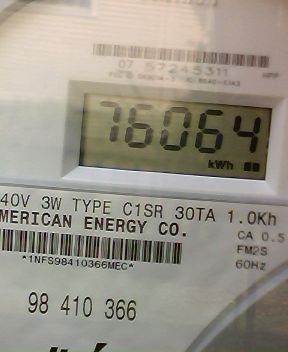 07 57245311
76064
kWh
40V 3W TYPE C1SR 30TA 1.0Kh
MERICAN ENERGY CO.
CA 0.5
FM2S
*1NFS98410366MEC*
60Hz
98 410 366